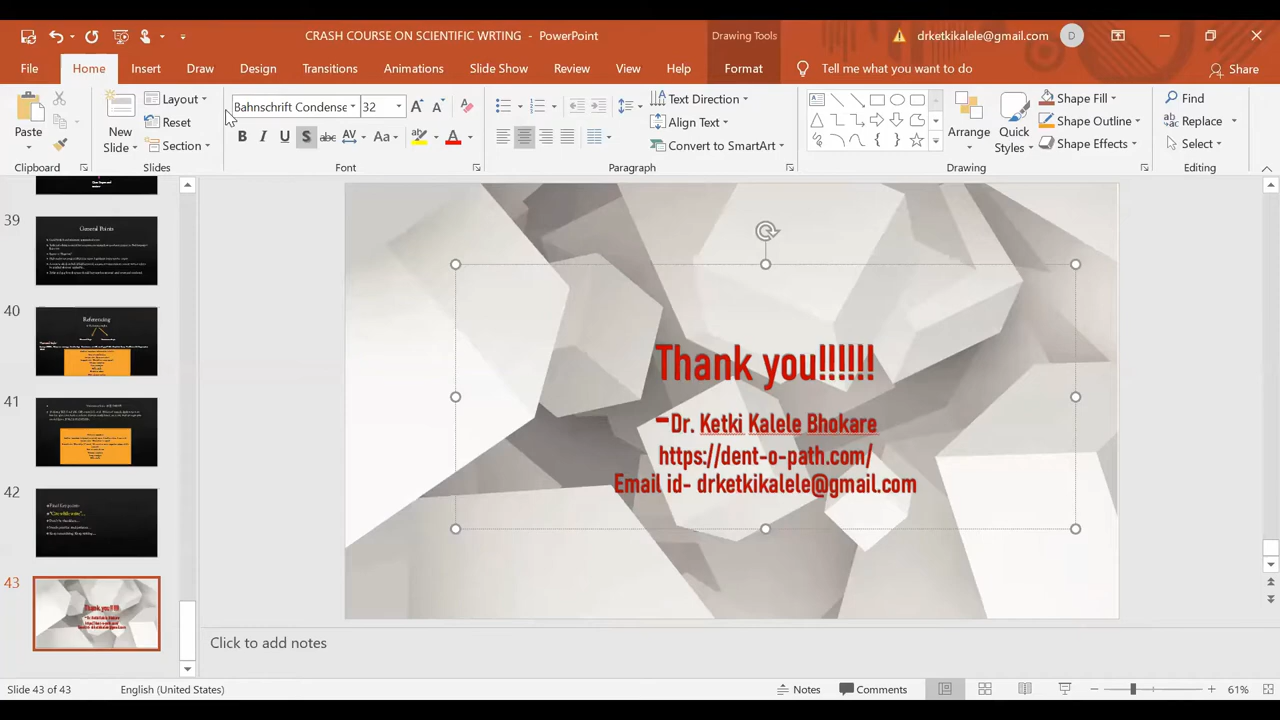 CRASH COURSE ON SCIENTIFIC WRTING - PowerPoint
Drawing Tools
drketkikalele@gmail.com
D
File
Home
Insert
Draw
Design
Transitions
Animations
Slide Show
Review
View
Help
Format
Tell me what you want to do
Share
Paste
Clipboard
New
Slide
Layout
Reset
Section
Slides
Bahnschrift Condense
32
B I U S abc AV Aa A
Font
Text Direction
Align Text
Convert to SmartArt
Paragraph
Arrange
Quick
Styles
Shape Fill
Shape Outline
Shape Effects
Drawing
Find
Replace
Select
Editing
39
General Points
40
Referencing
41
42
43
Thank you!!!!!!
-Dr. Ketki Kalele Bhokare
https://dent-o-path.com/
Email id- drketkikalele@gmail.com
Click to add notes
Slide 43 of 43
English (United States)
Notes
Comments
61%